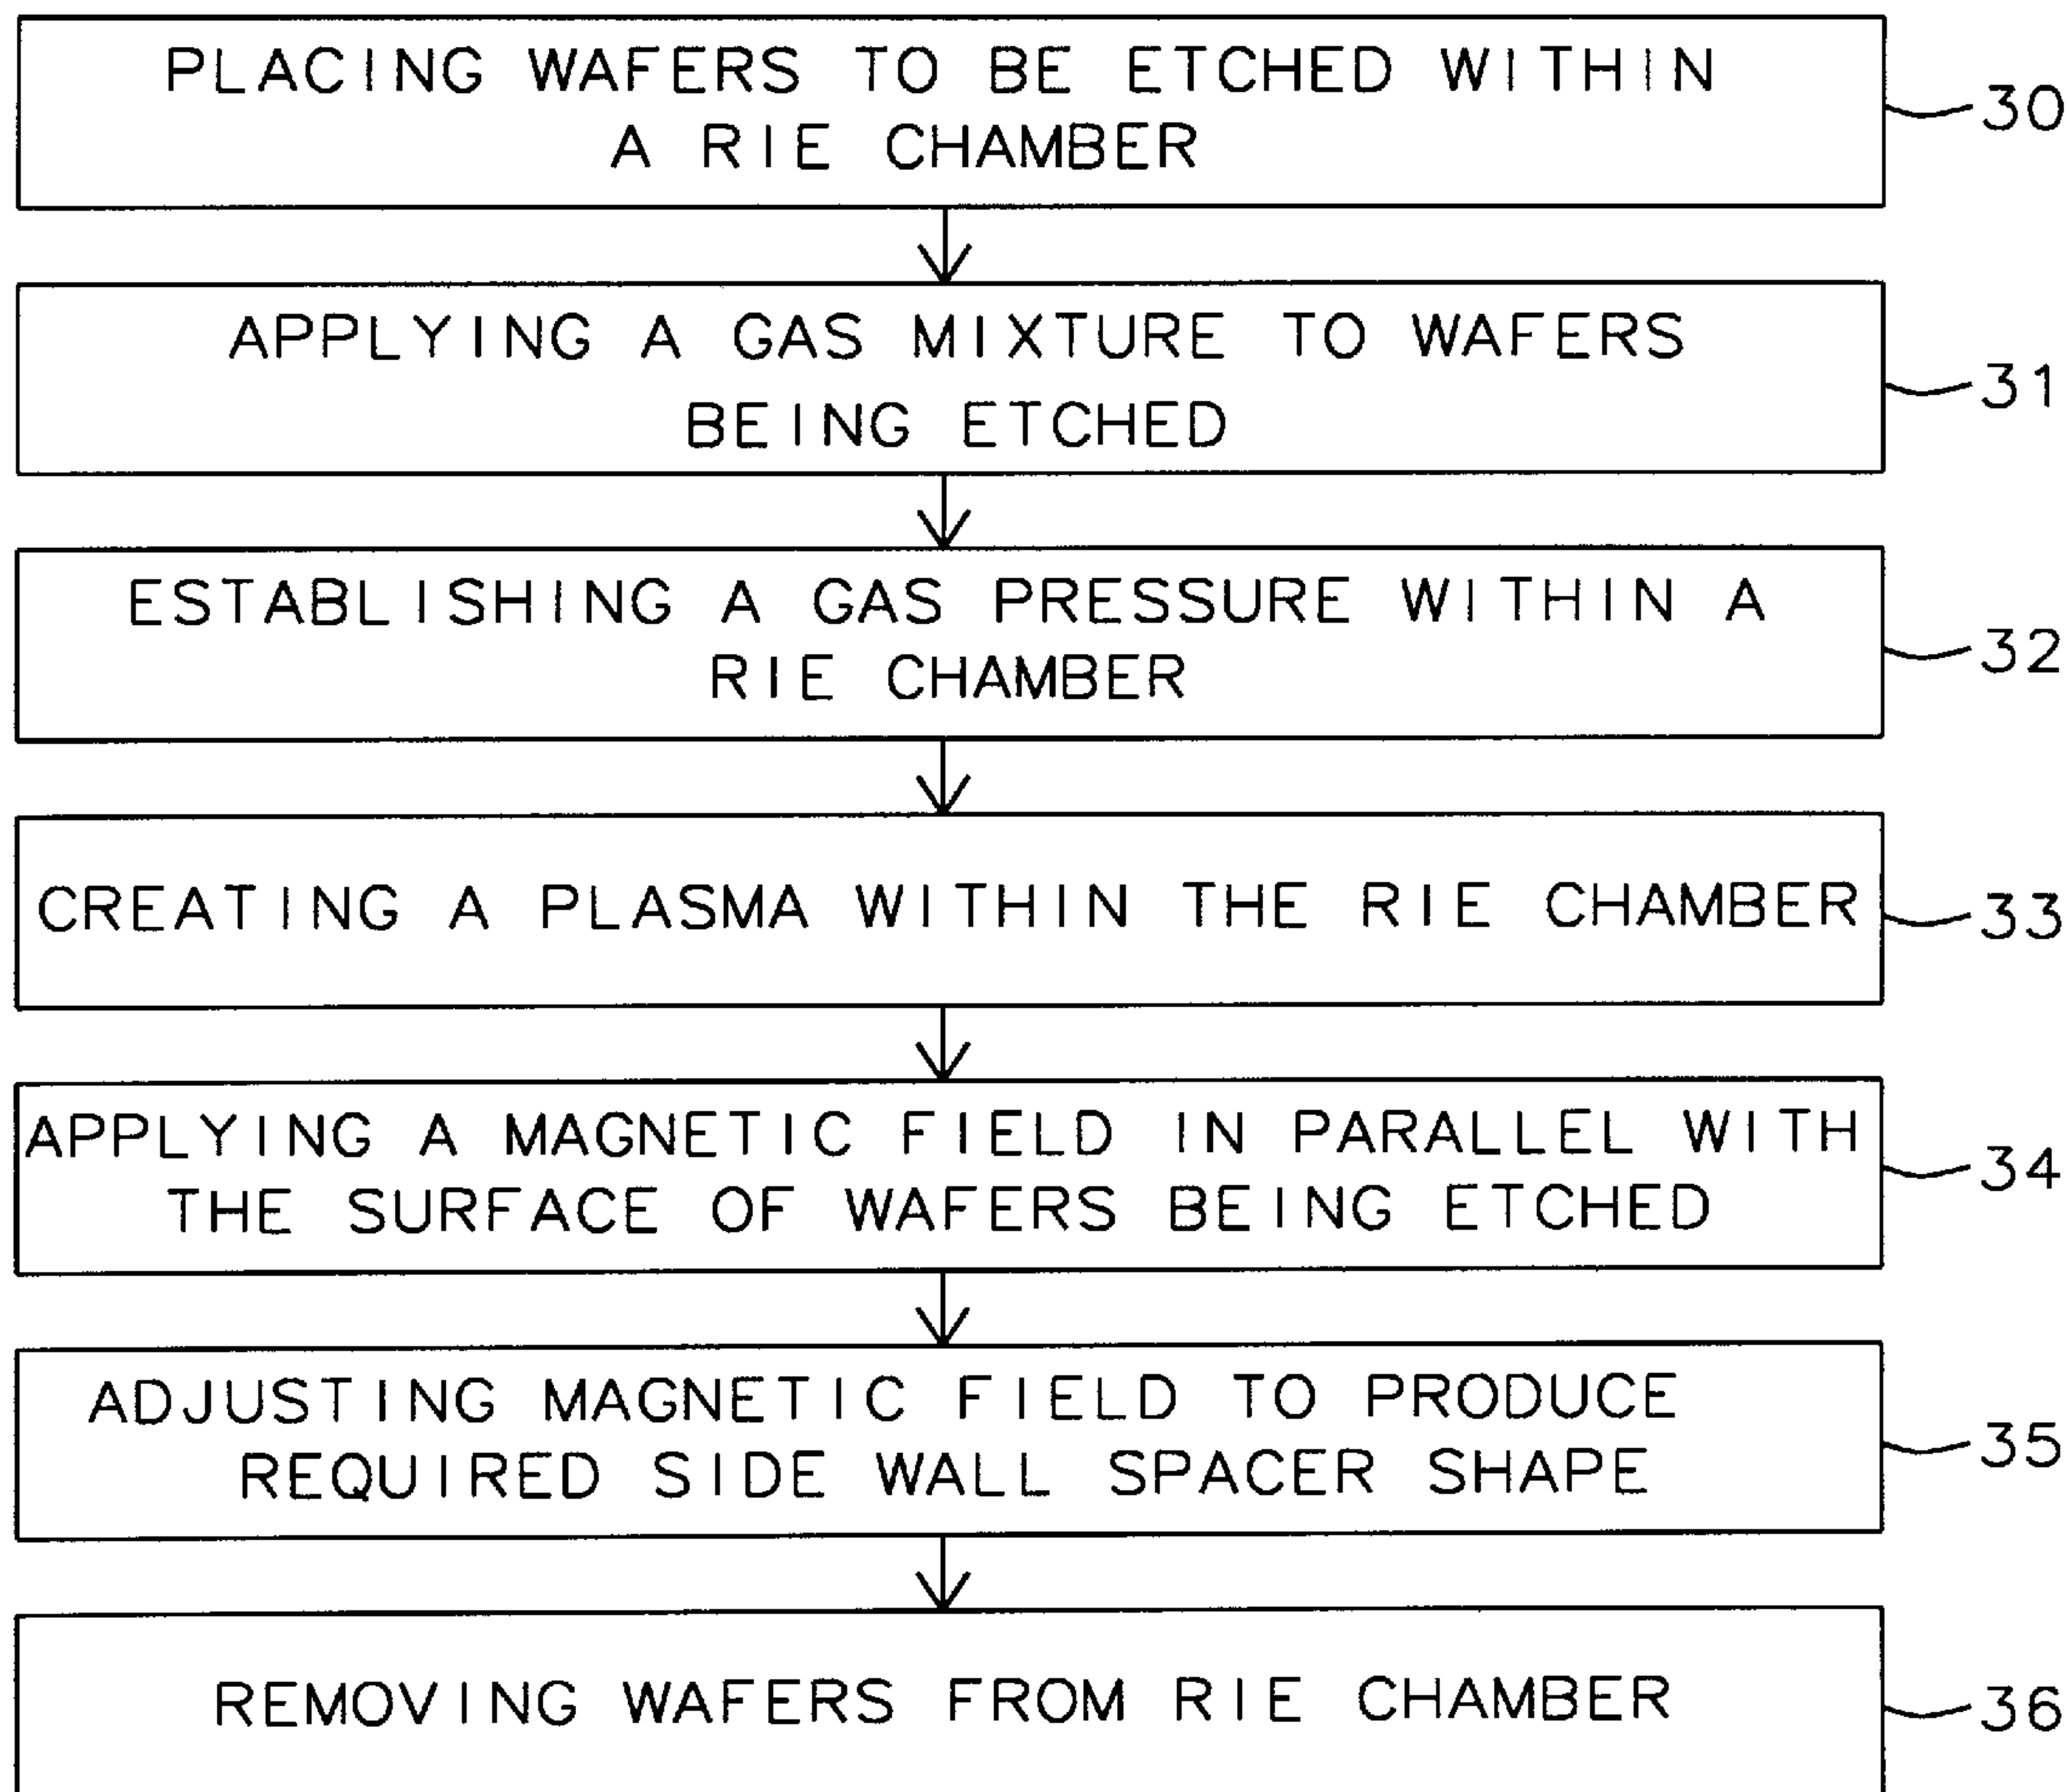 PLACING WAFERS TO BE ETCHED WITHIN
A RIE CHAMBER
30
APPLYING A GAS MIXTURE TO WAFERS
BEING ETCHED
31
ESTABLISHING A GAS PRESSURE WITHIN A
RIE CHAMBER
32
CREATING A PLASMA WITHIN THE RIE CHAMBER
33
APPLYING A MAGNETIC FIELD IN PARALLEL WITH
THE SURFACE OF WAFERS BEING ETCHED
34
ADJUSTING MAGNETIC FIELD TO PRODUCE
REQUIRED SIDE WALL SPACER SHAPE
35
REMOVING WAFERS FROM RIE CHAMBER
36